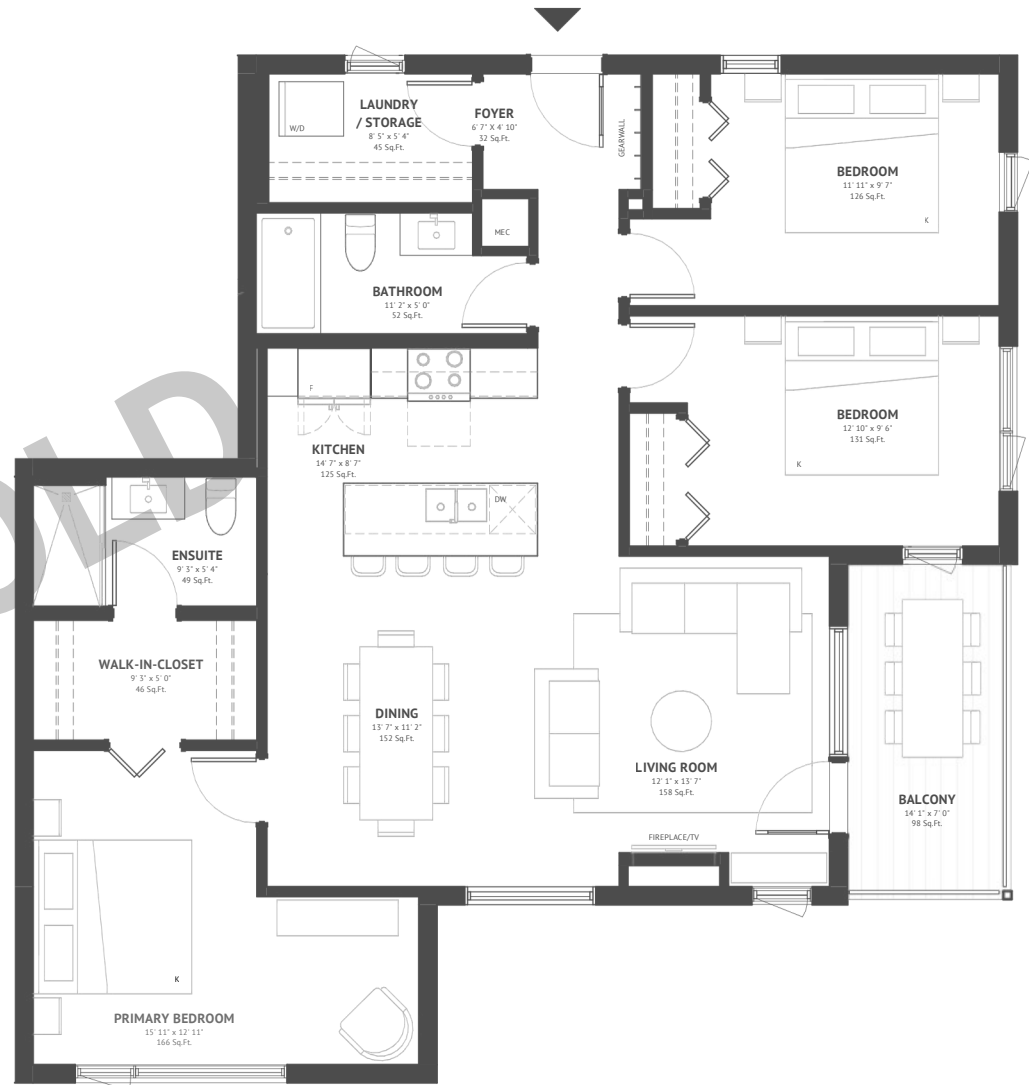 LAUNDRY
/ STORAGE
8' 5" x 5' 4"
45 Sq.Ft.
W/D
FOYER
6' 7" X 4' 10"
32 Sq.Ft.
GEARWALL
BEDROOM
11' 11" x 9' 7"
126 Sq.Ft.
K
MEC
BATHROOM
11' 2" x 5' 0"
52 Sq.Ft.
F
KITCHEN
14' 7" x 8' 7"
125 Sq.Ft.
BEDROOM
12' 10" x 9' 6"
131 Sq.Ft.
K
DW
OLD
ENSUITE
9' 3" x 5' 4"
49 Sq.Ft.
WALK-IN-CLOSET
9' 3" x 5' 0"
46 Sq.Ft.
DINING
13' 7" x 11' 2"
152 Sq.Ft.
LIVING ROOM
12' 1" x 13' 7"
158 Sq.Ft.
BALCONY
14' 1" x 7' 0"
98 Sq.Ft.
FIREPLACE/TV
K
PRIMARY BEDROOM
15' 11" x 12' 11"
166 Sq.Ft.